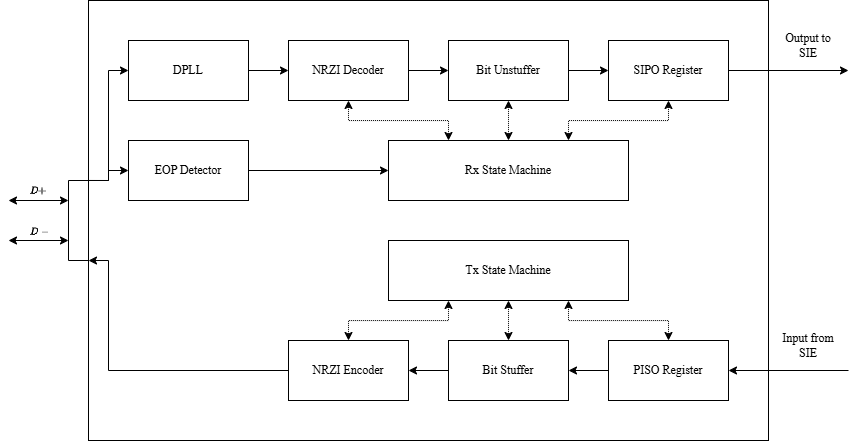 DPLL
NRZI Decoder
Bit Unstuffer
SIPO Register
Output to
SIE
EOP Detector
Rx State Machine
D+
D −
Tx State Machine
NRZI Encoder
Bit Stuffer
PISO Register
Input from
SIE